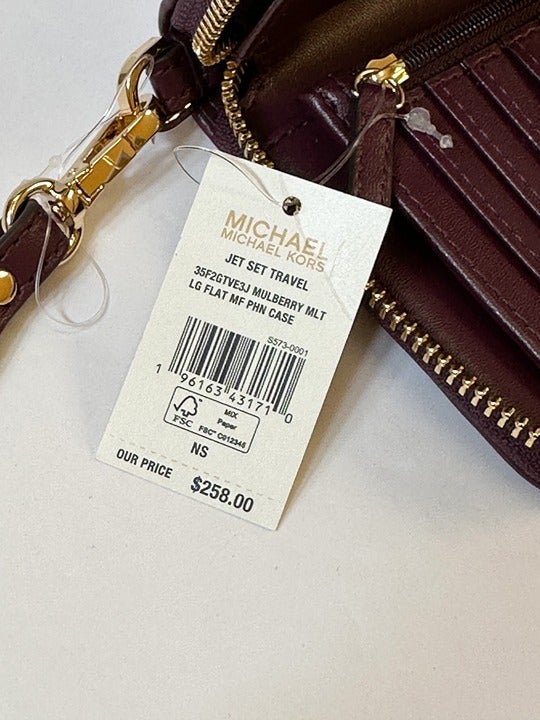 MICHAEL
MICHAEL KORS
JET SET TRAVEL
35F2GTVE3J MULBERRY MLT
LG FLAT MF PHN CASE
S573-0001
1 96163 43171 0
FSC
MIX
Paper
FSC® C012345
NS
OUR PRICE $258.00